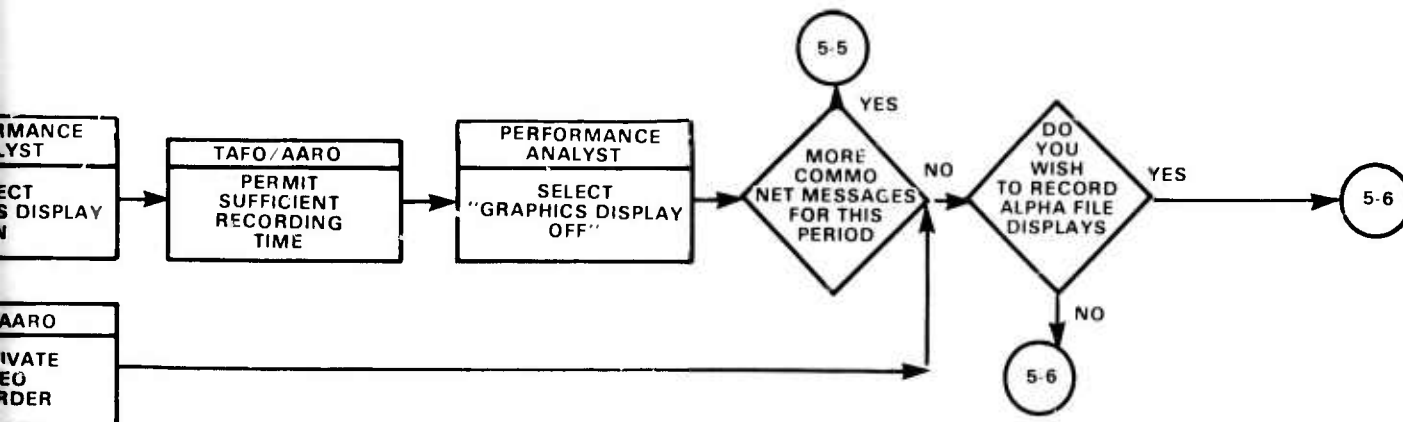 RMANCE
LYST
ECT
S DISPLAY
N
TAFO/AARO
PERMIT
SUFFICIENT
RECORDING
TIME
PERFORMANCE
ANALYST
SELECT
"GRAPHICS DISPLAY
OFF"
5-5
YES
MORE
COMMO
NET MESSAGES
FOR THIS
PERIOD
NO
DO
YOU
WISH
TO RECORD
ALPHA FILE
DISPLAYS
YES
5-6
NO
5-6
AARO
IVATE
EO
RDER